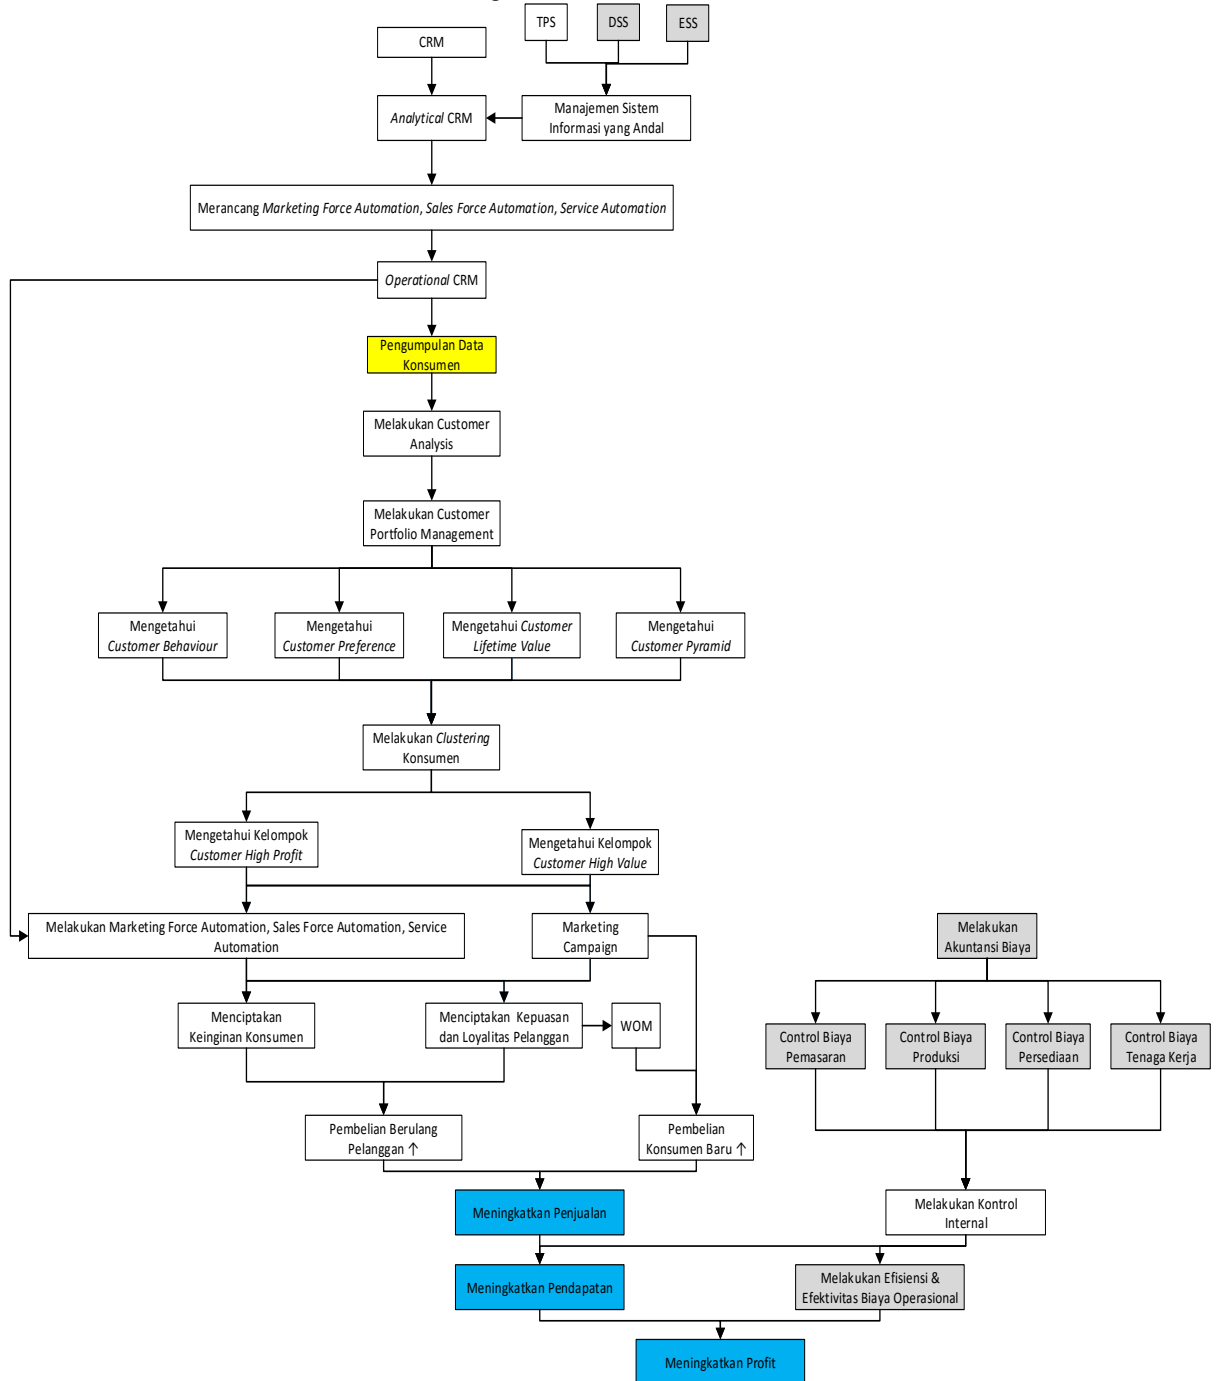 TPS
DSS
ESS
CRM
Analytical CRM
Manajemen Sistem
Informasi yang Andal
Merancang Marketing Force Automation, Sales Force Automation, Service Automation
Operational CRM
Pengumpulan Data
Konsumen
Melakukan Customer
Analysis
Melakukan Customer
Portfolio Management
Mengetahui
Customer Behaviour
Mengetahui
Customer Preference
Mengetahui Customer
Lifetime Value
Mengetahui
Customer Pyramid
Melakukan Clustering
Konsumen
Mengetahui Kelompok
Customer High Profit
Mengetahui Kelompok
Customer High Value
Melakukan Marketing Force Automation, Sales Force Automation, Service
Automation
Marketing
Campaign
Melakukan
Akuntansi Biaya
Menciptakan
Keinginan Konsumen
Menciptakan  Kepuasan
dan Loyalitas Pelanggan
WOM
Control Biaya
Pemasaran
Control Biaya
Produksi
Control Biaya
Persediaan
Control Biaya
Tenaga Kerja
Pembelian Berulang
Pelanggan ↑
Pembelian
Konsumen Baru ↑
Meningkatkan Penjualan
Melakukan Kontrol
Internal
Meningkatkan Pendapatan
Melakukan Efisiensi &
Efektivitas Biaya Operasional
Meningkatkan Profit